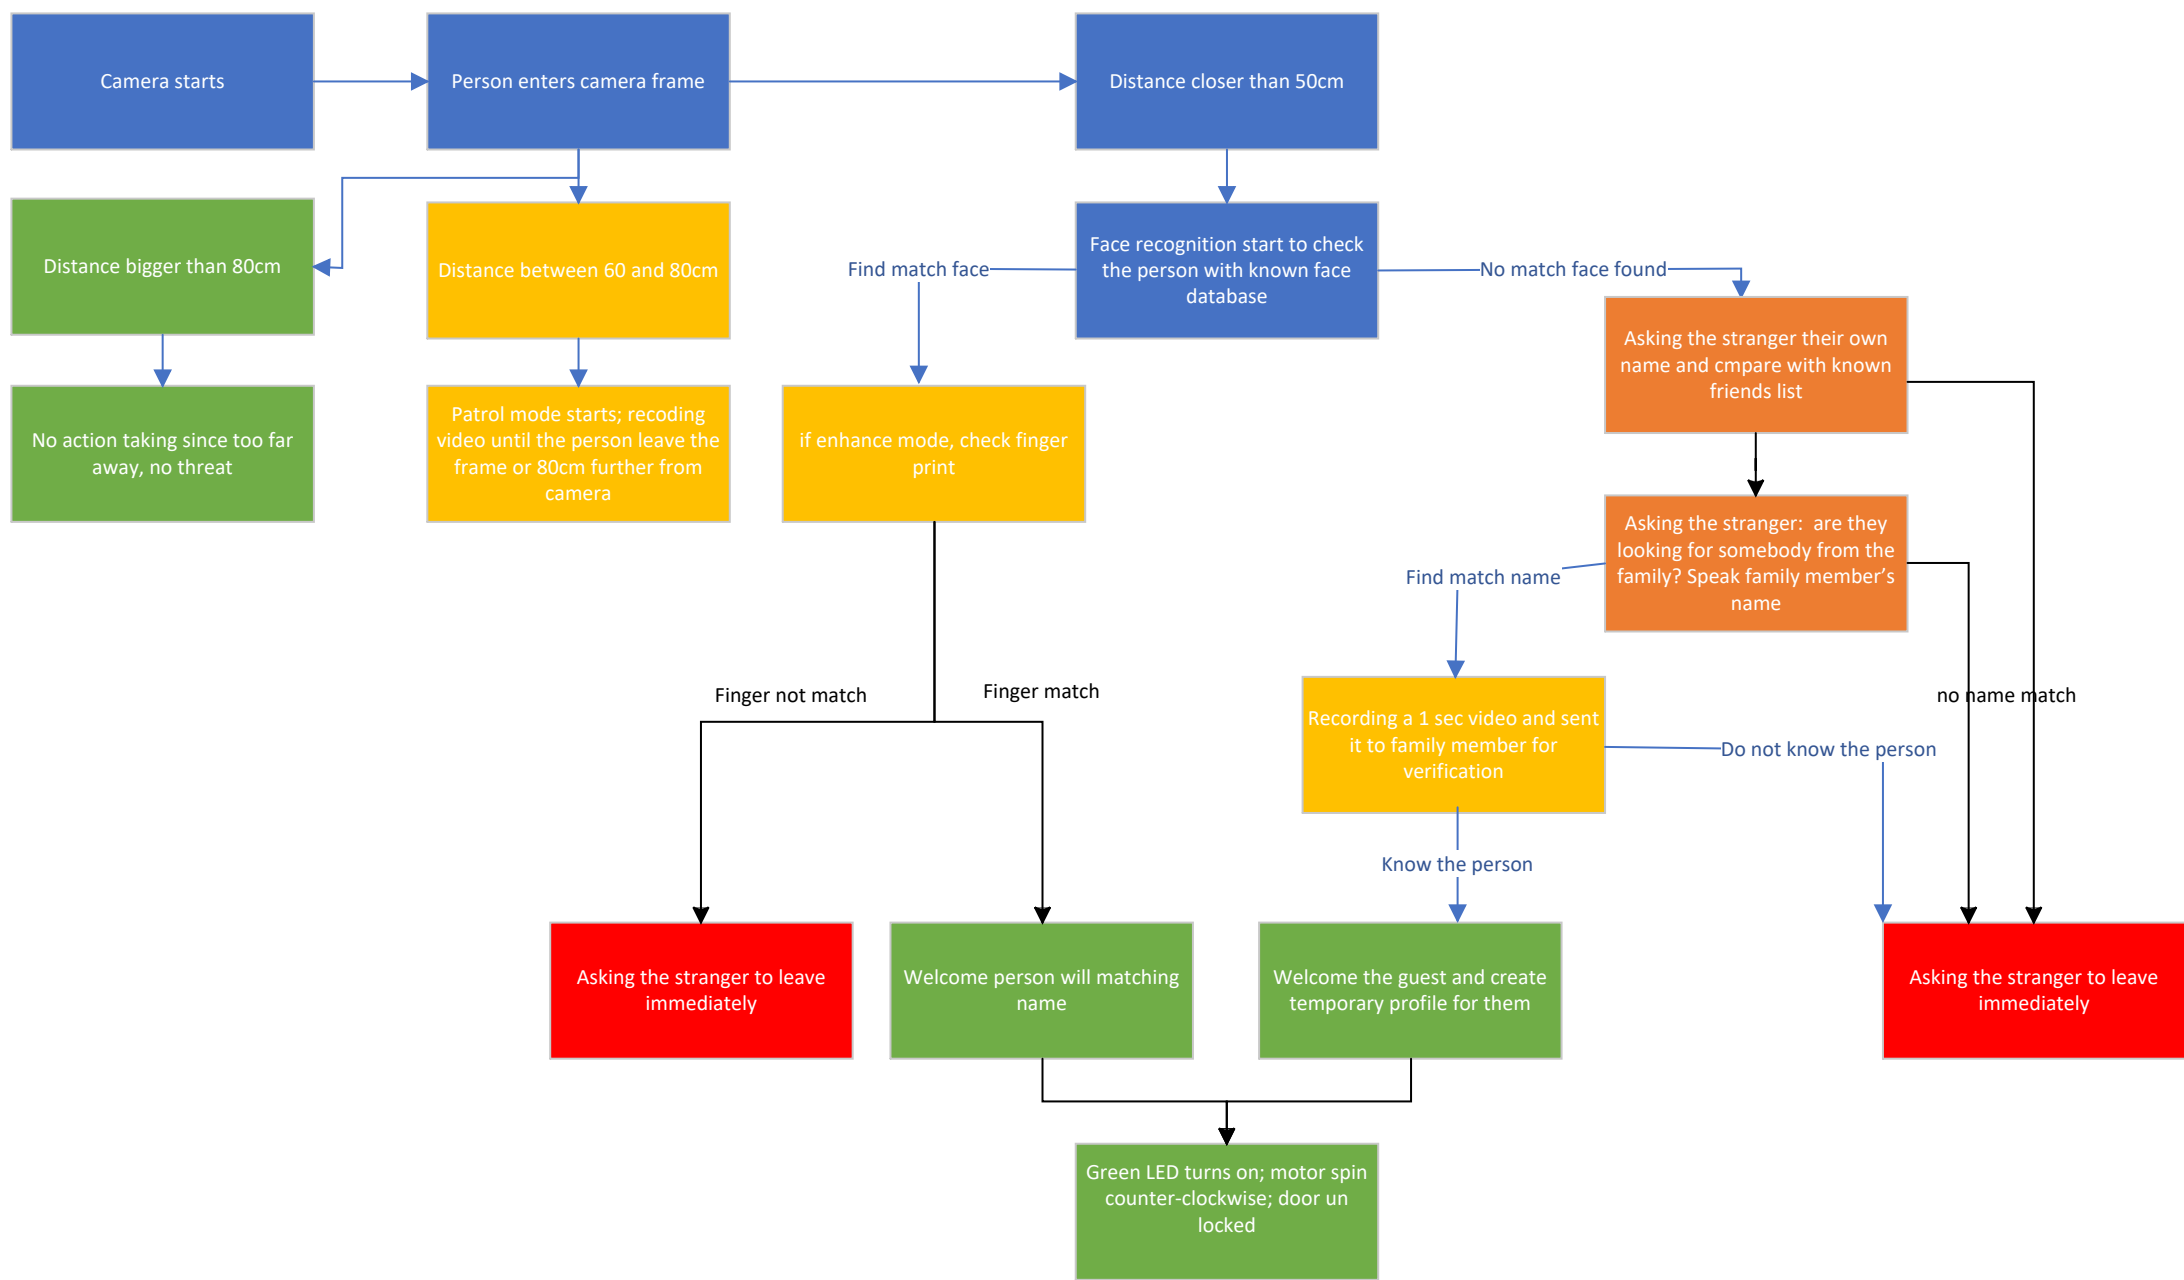 Camera starts
Person enters camera frame
Distance closer than 50cm
Distance bigger than 80cm
Distance between 60 and 80cm
Find match face
Face recognition start to check
the person with known face
database
No match face found
Asking the stranger their own
name and cmpare with known
friends list
No action taking since too far
away, no threat
Patrol mode starts; recoding
video until the person leave the
frame or 80cm further from
camera
if enhance mode, check finger
print
Asking the stranger:  are they
looking for somebody from the
family? Speak family member's
name
Find match name
Finger not match
Finger match
no name match
Recording a 1 sec video and sent
it to family member for
verification
Do not know the person
Know the person
Asking the stranger to leave
immediately
Welcome person will matching
name
Welcome the guest and create
temporary profile for them
Asking the stranger to leave
immediately
Green LED turns on; motor spin
counter-clockwise; door un
locked